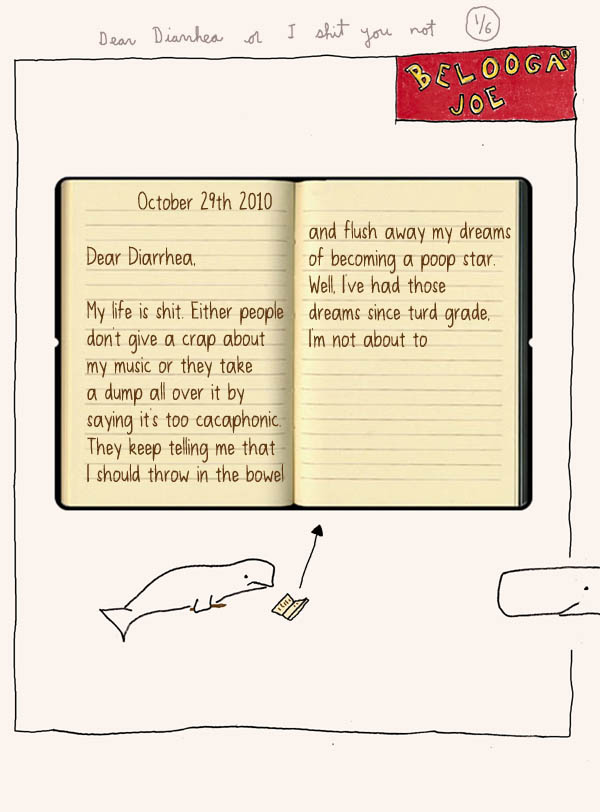 Dear Diarrhea or I shit you not 1/6
BELOOGA®
JOE
October 29th 2010
Dear Diarrhea,
My life is shit. Either people
don't give a crap about
my music or they take
a dump all over it by
saying it's too cacaphonic.
They keep telling me that
I should throw in the bowel
and flush away my dreams
of becoming a poop star.
Well, I've had those
dreams since turd grade,
I'm not about to